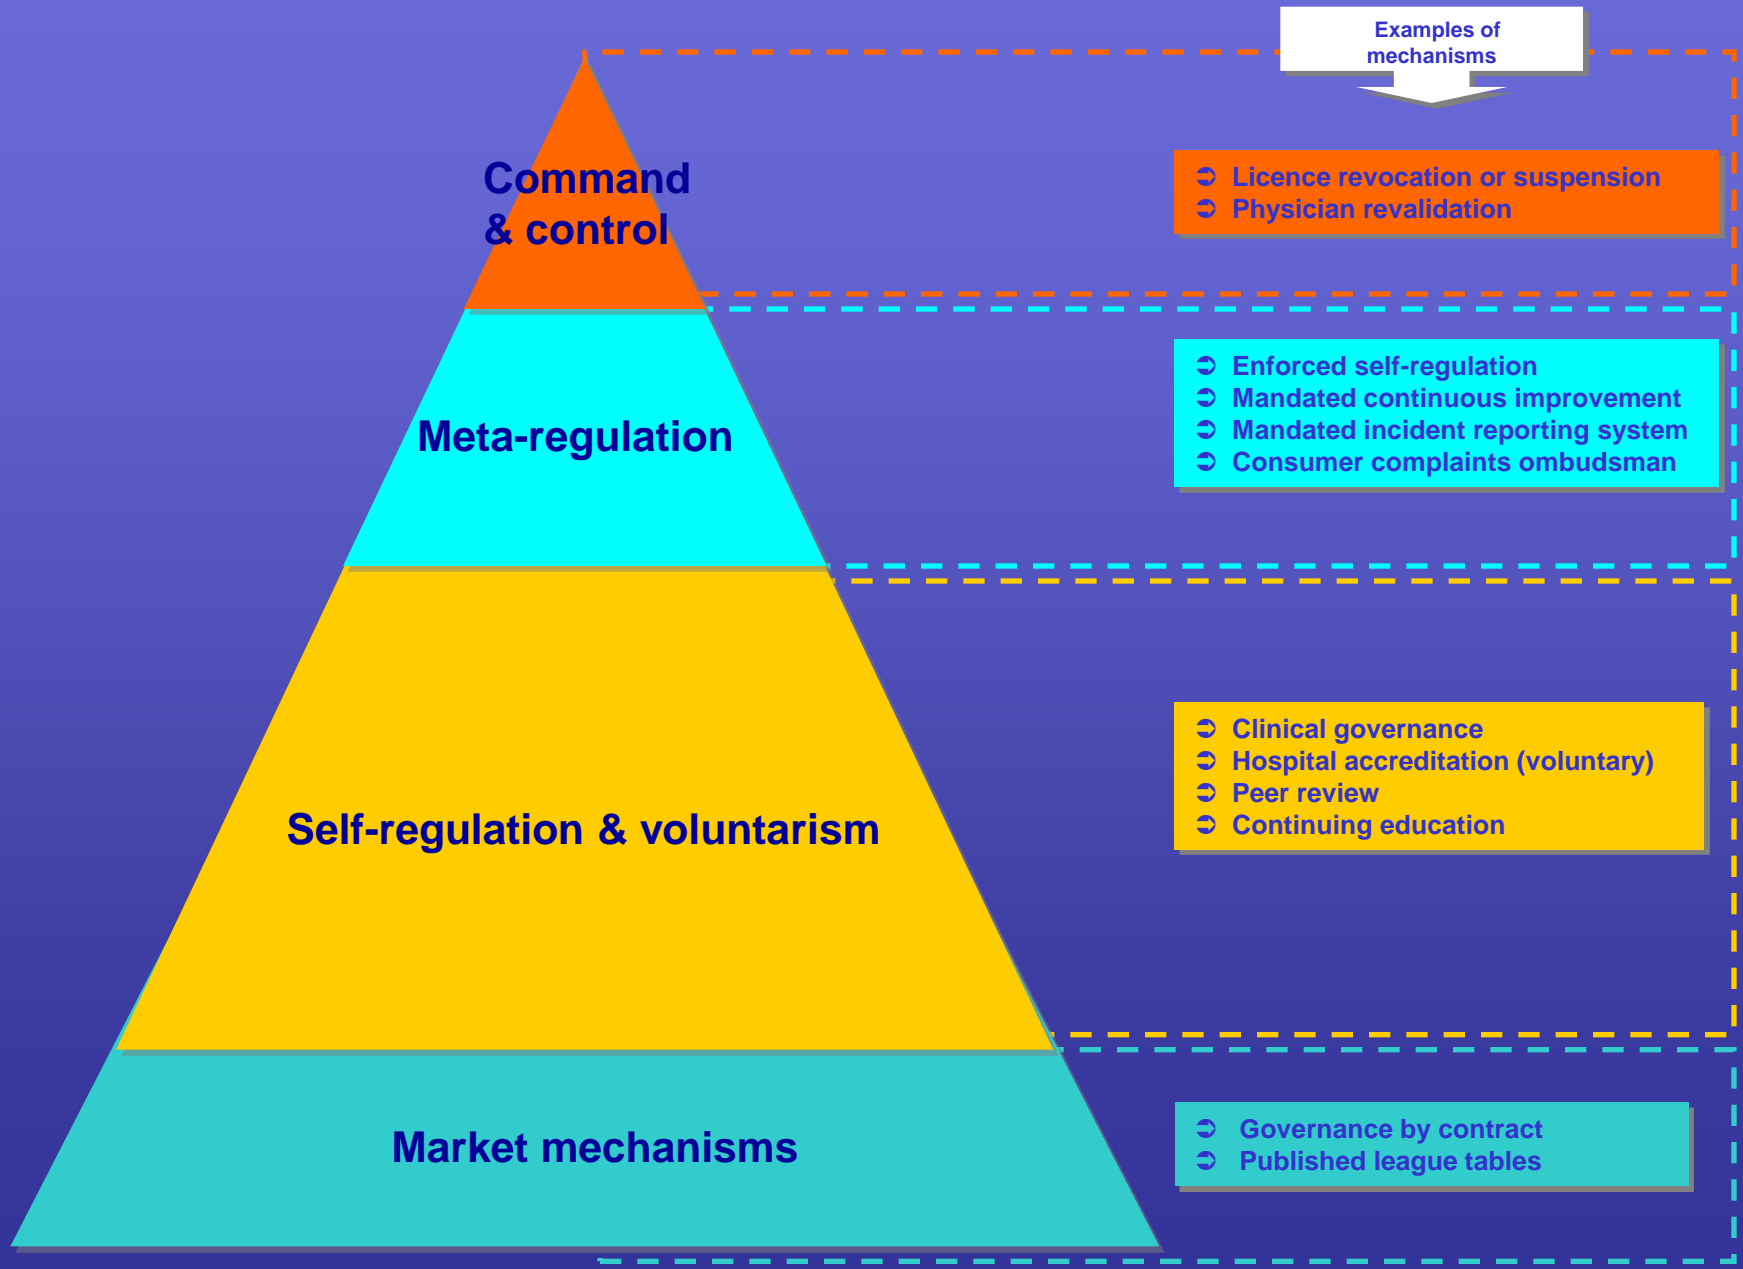 Examples of
mechanisms
Command
& control
➲ Licence revocation or suspension
➲ Physician revalidation
Meta-regulation
➲ Enforced self-regulation
➲ Mandated continuous improvement
➲ Mandated incident reporting system
➲ Consumer complaints ombudsman
Self-regulation & voluntarism
➲ Clinical governance
➲ Hospital accreditation (voluntary)
➲ Peer review
➲ Continuing education
Market mechanisms
➲ Governance by contract
➲ Published league tables